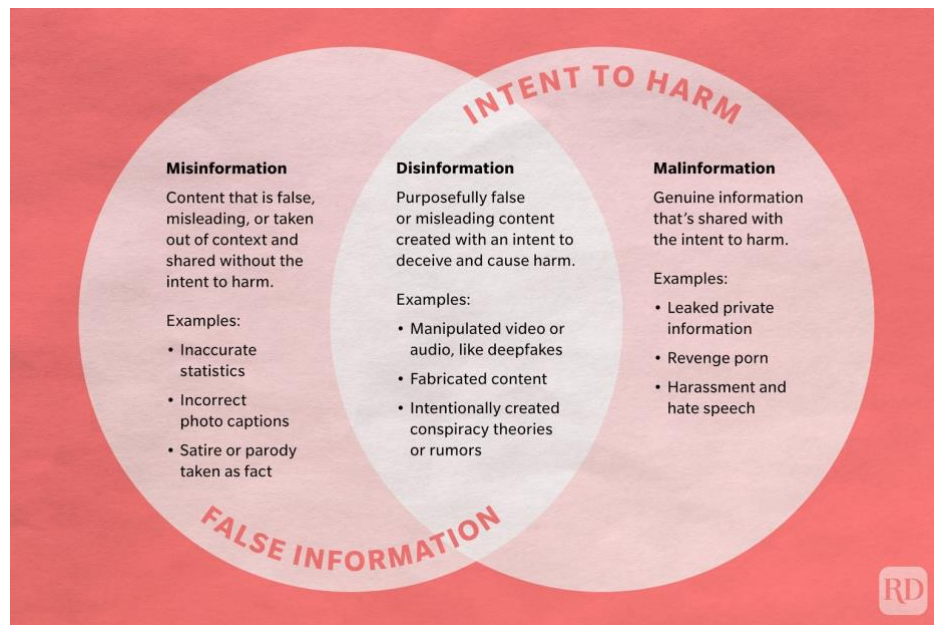 INTENT TO HARM
Misinformation
Content that is false,
misleading, or taken
out of context and
shared without the
intent to harm.
Examples:
• Inaccurate
statistics
• Incorrect
photo captions
• Satire or parody
taken as fact
Disinformation
Purposefully false
or misleading content
created with an intent to
deceive and cause harm.
Examples:
• Manipulated video or
audio, like deepfakes
• Fabricated content
• Intentionally created
conspiracy theories
or rumors
Malinformation
Genuine information
that's shared with
the intent to harm.
Examples:
• Leaked private
information
• Revenge porn
• Harassment and
hate speech
FALSE INFORMATION
RD